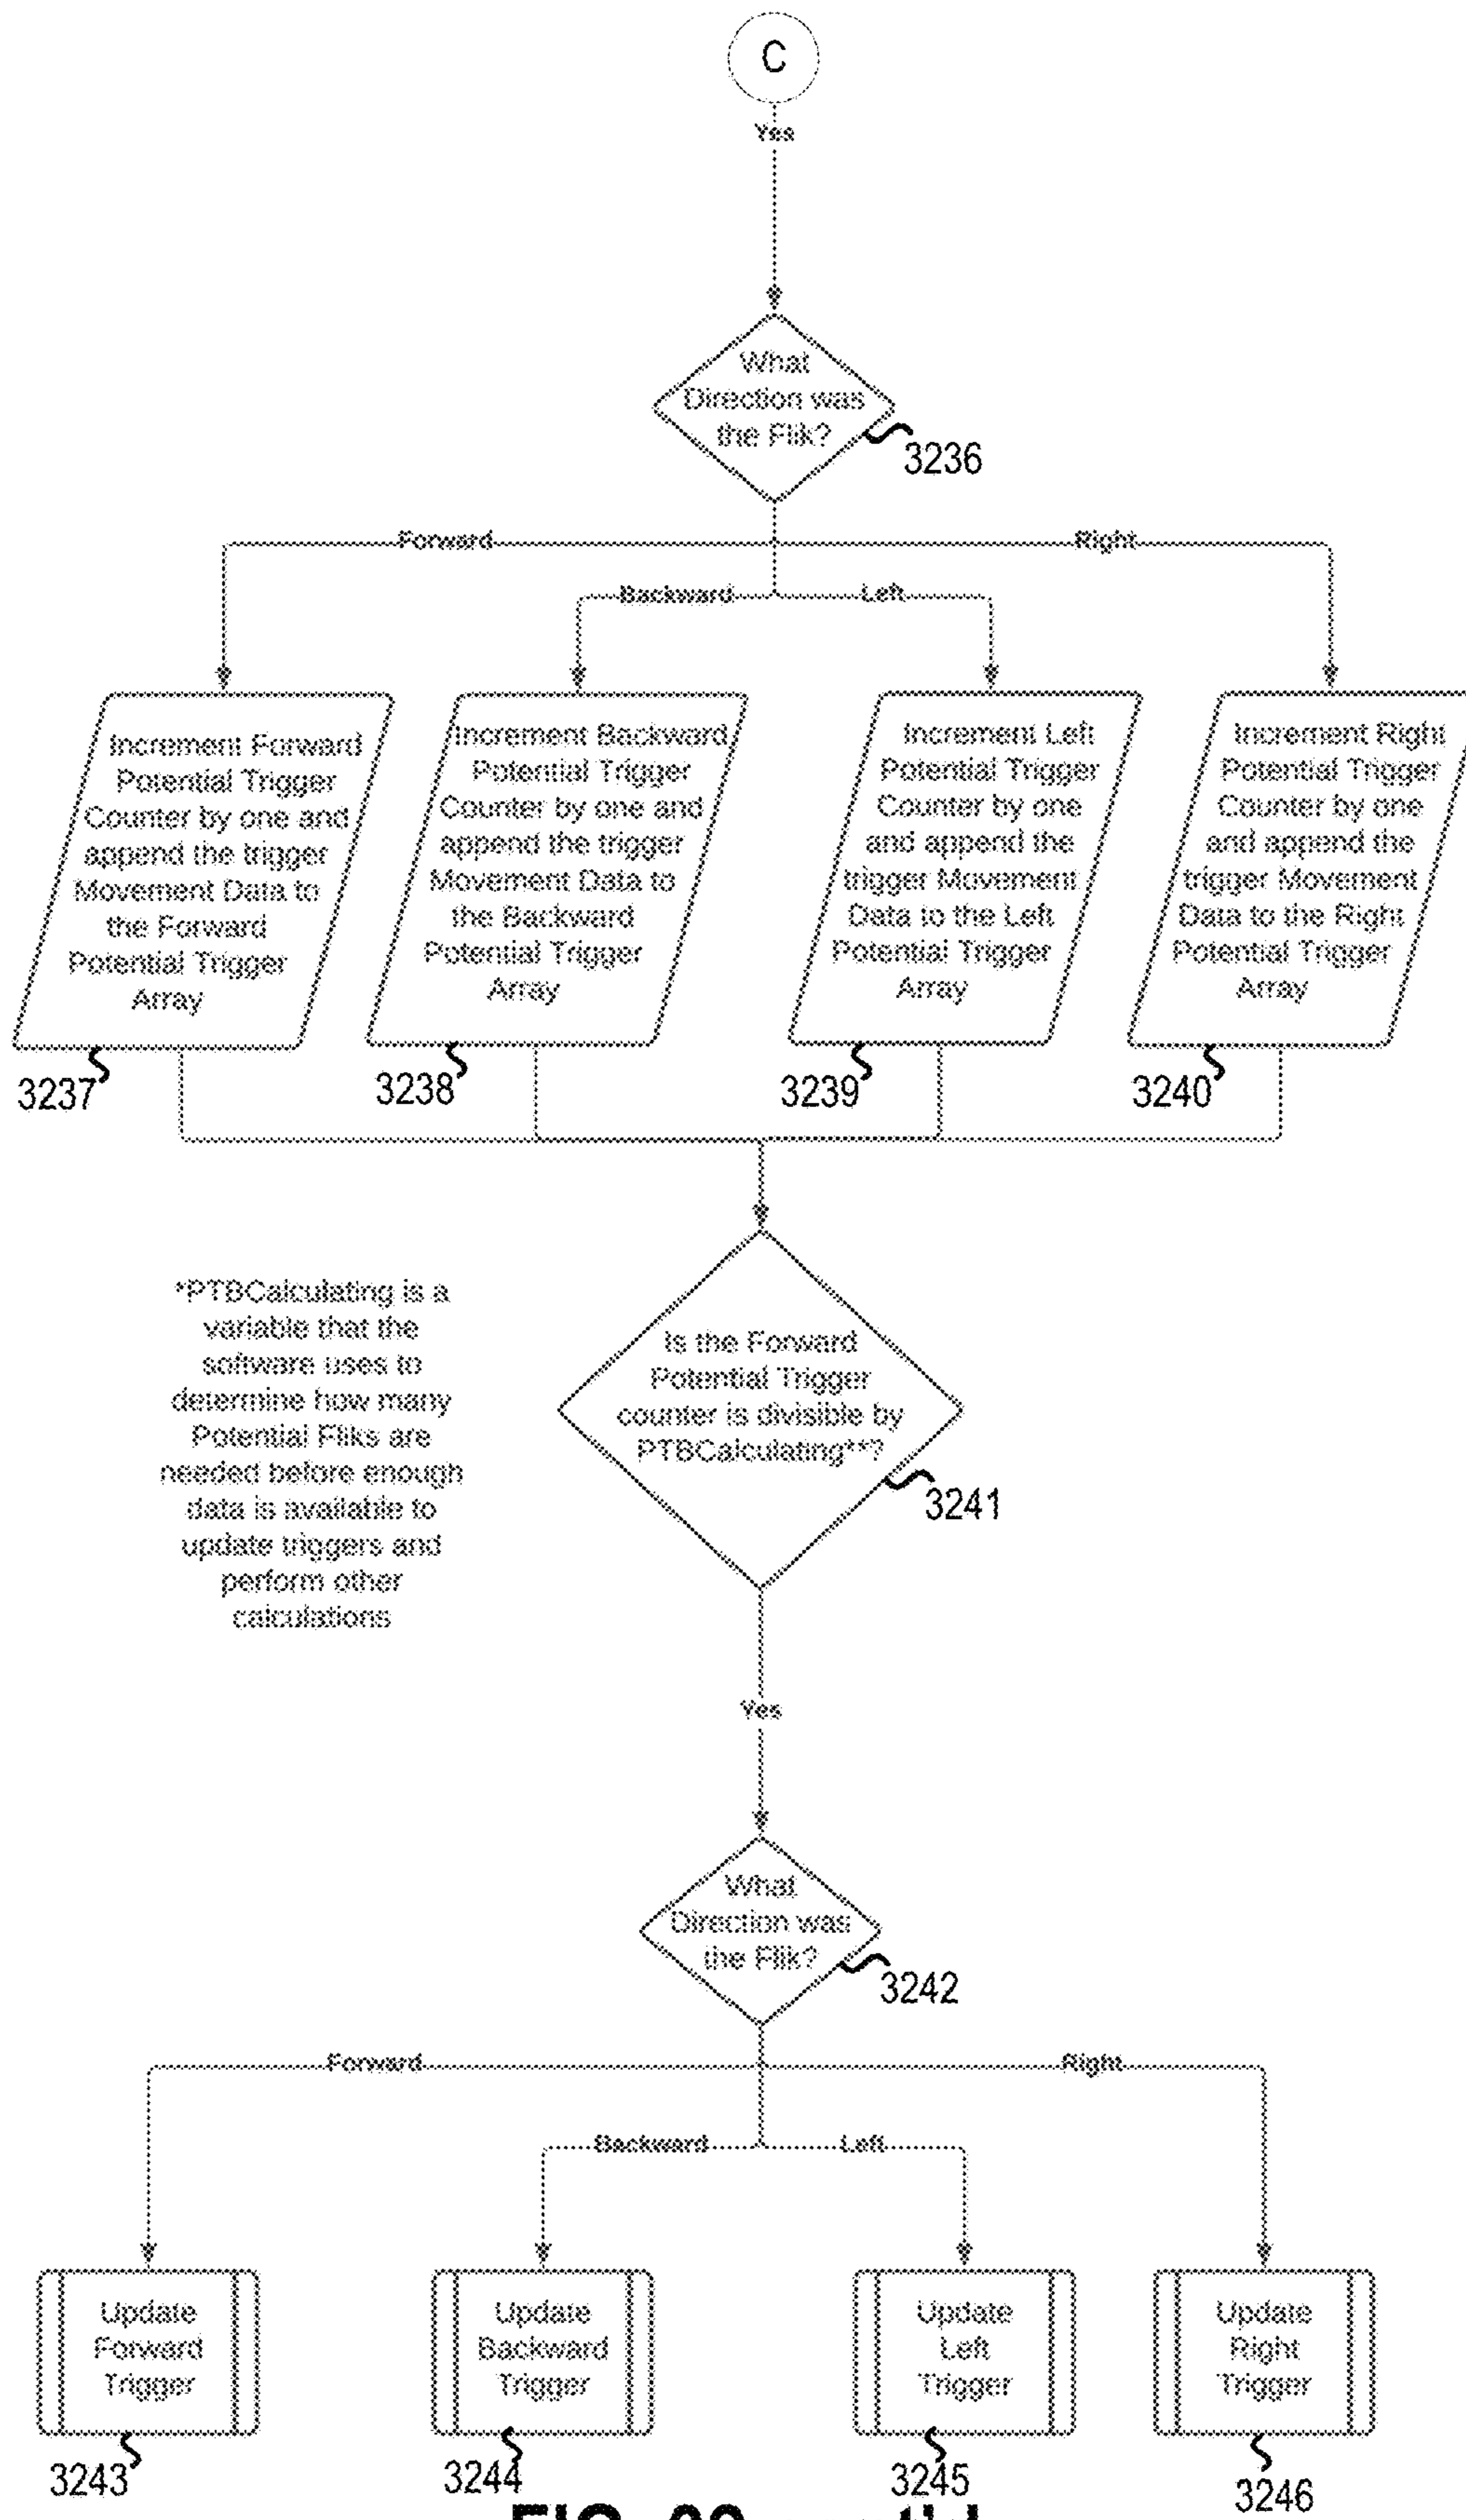 C
Yes
What
Direction was
the Flik?
3236
Forward
Right
Backward
Left
Increment Forward
Potential Trigger
Counter by one and
append the trigger
Movement Data to
the Forward
Potential Trigger
Array
3237
Increment Backward
Potential Trigger
Counter by one and
append the trigger
Movement Data to
the Backward
Potential Trigger
Array
3238
Increment Left
Potential Trigger
Counter by one
and append the
trigger Movement
Data to the Left
Potential Trigger
Array
3239
Increment Right
Potential Trigger
Counter by one
and append the
trigger Movement
Data to the Right
Potential Trigger
Array
3240
*PTBCalculating is a
variable that the
software uses to
determine how many
Potential Fliks are
needed before enough
data is available to
update triggers and
perform other
calculations
Is the Forward
Potential Trigger
counter is divisible by
PTBCalculating**?
3241
Yes
What
Direction was
the Flik?
3242
Forward
Right
Backward
Left
Update
Forward
Trigger
3243
Update
Backward
Trigger
3244
Update
Left
Trigger
3245
Update
Right
Trigger
3246